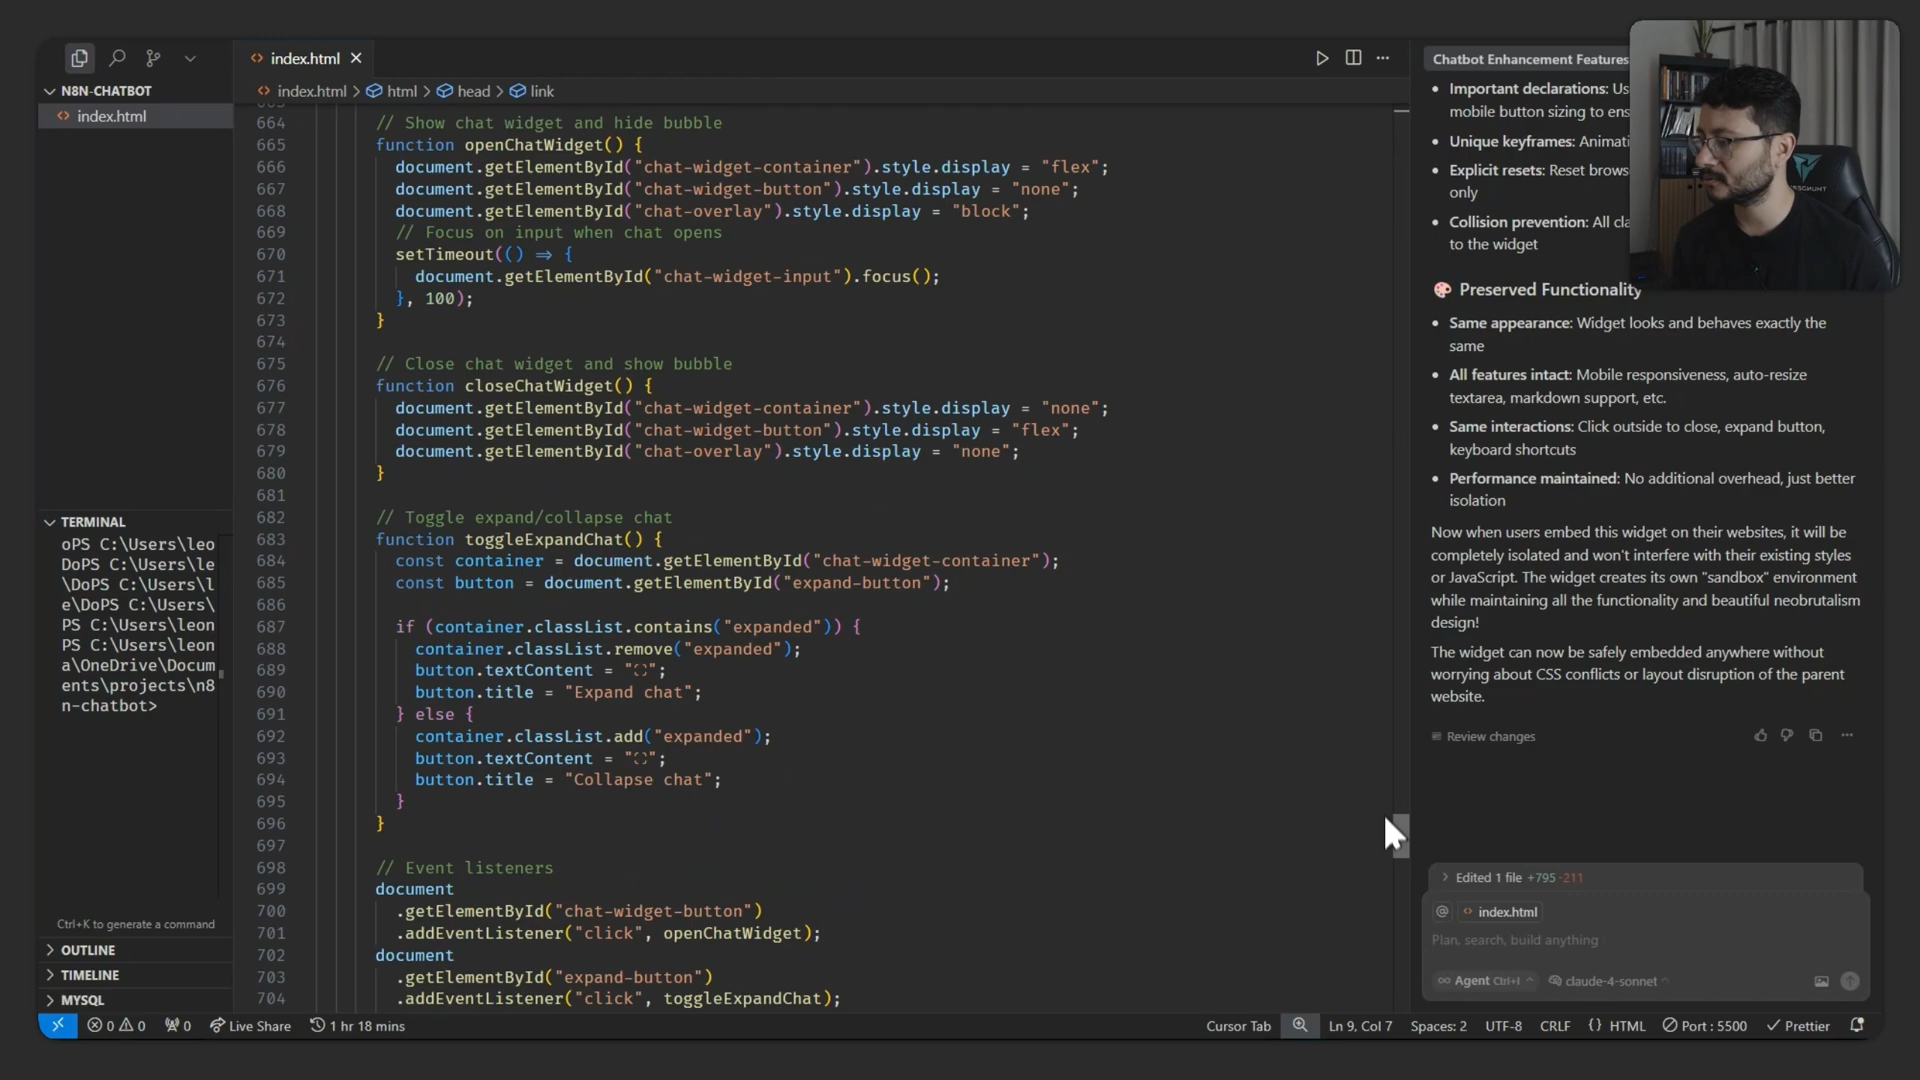 N8N-CHATBOT
index.html
TERMINAL
oPS C:\Users\leo
DoPS C:\Users\le
\DoPS C:\Users\l
e\DoPS C:\Users\
PS C:\Users\leon
PS C:\Users\leon
a\OneDrive\Docum
ents\projects\n8
n-chatbot>
Ctrl+K to generate a command
OUTLINE
TIMELINE
MYSQL
index.html
index.html > html > head > link
664 // Show chat widget and hide bubble
665 function openChatWidget() {
666 document.getElementById("chat-widget-container").style.display = "flex";
667 document.getElementById("chat-widget-button").style.display = "none";
668 document.getElementById("chat-overlay").style.display = "block";
669 // Focus on input when chat opens
670 setTimeout(() => {
671 document.getElementById("chat-widget-input").focus();
672 }, 100);
673 }
674
675 // Close chat widget and show bubble
676 function closeChatWidget() {
677 document.getElementById("chat-widget-container").style.display = "none";
678 document.getElementById("chat-widget-button").style.display = "flex";
679 document.getElementById("chat-overlay").style.display = "none";
680 }
681
682 // Toggle expand/collapse chat
683 function toggleExpandChat() {
684 const container = document.getElementById("chat-widget-container");
685 const button = document.getElementById("expand-button");
686
687 if (container.classList.contains("expanded")) {
688 container.classList.remove("expanded");
689 button.textContent = "⛶";
690 button.title = "Expand chat";
691 } else {
692 container.classList.add("expanded");
693 button.textContent = "⛶";
694 button.title = "Collapse chat";
695 }
696 }
697
698 // Event listeners
699 document
700 .getElementById("chat-widget-button")
701 .addEventListener("click", openChatWidget);
702 document
703 .getElementById("expand-button")
704 .addEventListener("click", toggleExpandChat);
Chatbot Enhancement Features
• Important declarations: Us
mobile button sizing to ens
• Unique keyframes: Animati
• Explicit resets: Reset brows
only
• Collision prevention: All cla
to the widget
🎨 Preserved Functionality
• Same appearance: Widget looks and behaves exactly the
same
• All features intact: Mobile responsiveness, auto-resize
textarea, markdown support, etc.
• Same interactions: Click outside to close, expand button,
keyboard shortcuts
• Performance maintained: No additional overhead, just better
isolation
Now when users embed this widget on their websites, it will be
completely isolated and won't interfere with their existing styles
or JavaScript. The widget creates its own "sandbox" environment
while maintaining all the functionality and beautiful neobrutalism
design!
The widget can now be safely embedded anywhere without
worrying about CSS conflicts or layout disruption of the parent
website.
Review changes
> Edited 1 file +795 -211
@ index.html
Plan, search, build anything
∞ Agent Ctrl+I claude-4-sonnet
0 0 0 Live Share 1 hr 18 mins Cursor Tab Ln 9, Col 7 Spaces: 2 UTF-8 CRLF {} HTML Port : 5500 Prettier